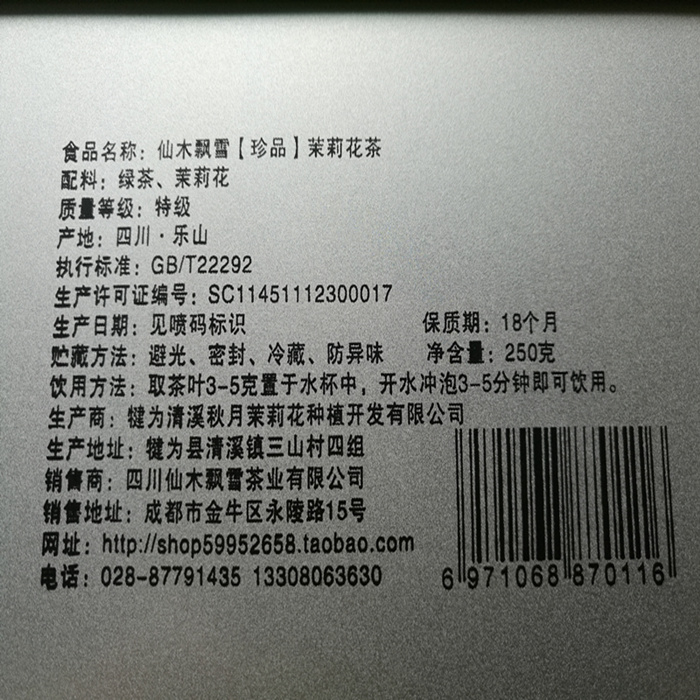 食品名称：仙木飘雪【珍品】茉莉花茶
配料：绿茶、茉莉花
质量等级：特级
产地：四川·乐山
执行标准：GB/T22292
生产许可证编号：SC11451112300017
生产日期：见喷码标识 保质期：18个月
贮藏方法：避光、密封、冷藏、防异味 净含量：250克
饮用方法：取茶叶3-5克置于水杯中，开水冲泡3-5分钟即可饮用。
生产商：犍为清溪秋月茉莉花种植开发有限公司
生产地址：犍为县清溪镇三山村四组
销售商：四川仙木飘雪茶业有限公司
销售地址：成都市金牛区永陵路15号
网址：http://shop59952658.taobao.com
电话：028-87791435 13308063630
6 971068 870116